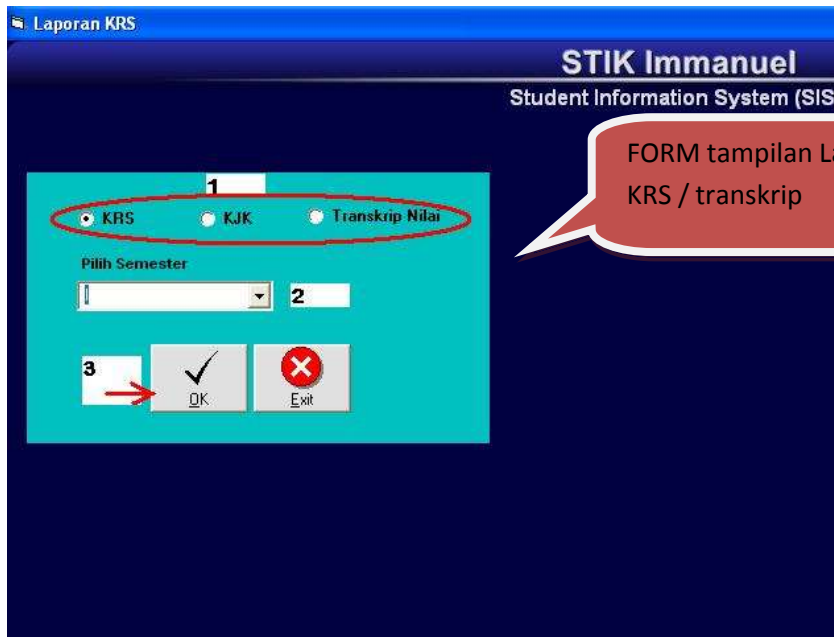 Laporan KRS
STIK Immanuel
Student Information System (SIS
FORM tampilan La
KRS / transkrip
1
KRS KJK Transkrip Nilai
Pilih Semester
2
3
OK Exit